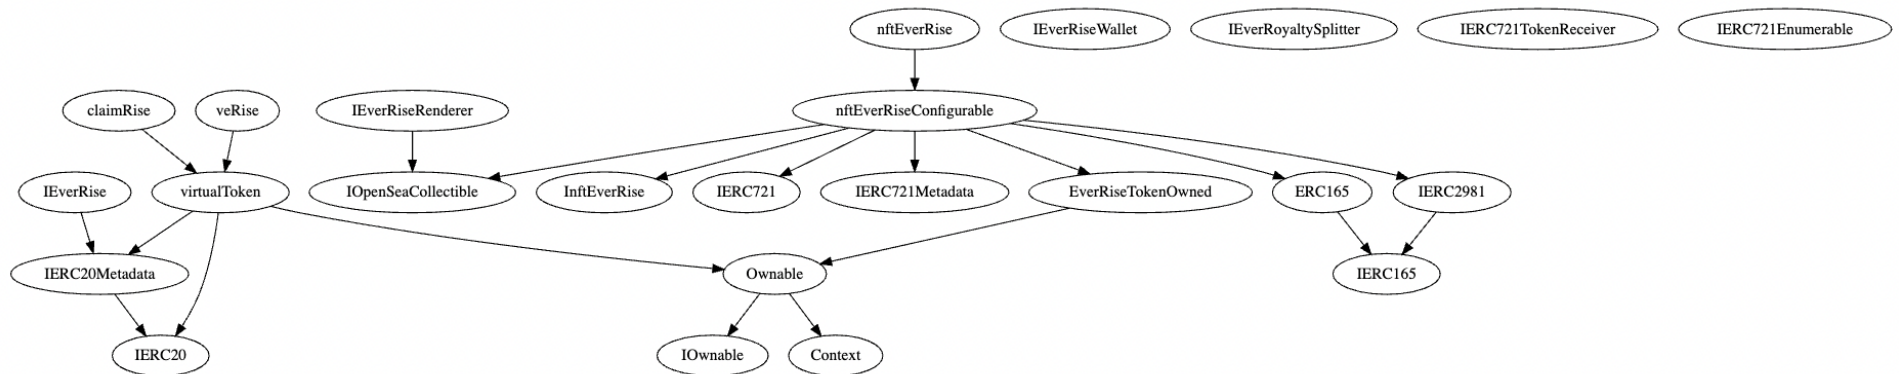 nftEverRise
IEverRiseWallet
IEverRoyaltySplitter
IERC721TokenReceiver
IERC721Enumerable
claimRise
veRise
IEverRiseRenderer
nftEverRiseConfigurable
IEverRise
virtualToken
IOpenSeaCollectible
InftEverRise
IERC721
IERC721Metadata
EverRiseTokenOwned
ERC165
IERC2981
IERC20Metadata
Ownable
IERC165
IERC20
IOwnable
Context